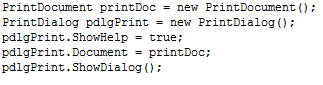 PrintDocument printDoc = new PrintDocument();
PrintDialog pdlgPrint = new PrintDialog();
pdlgPrint.ShowHelp = true;
pdlgPrint.Document = printDoc;
pdlgPrint.ShowDialog();